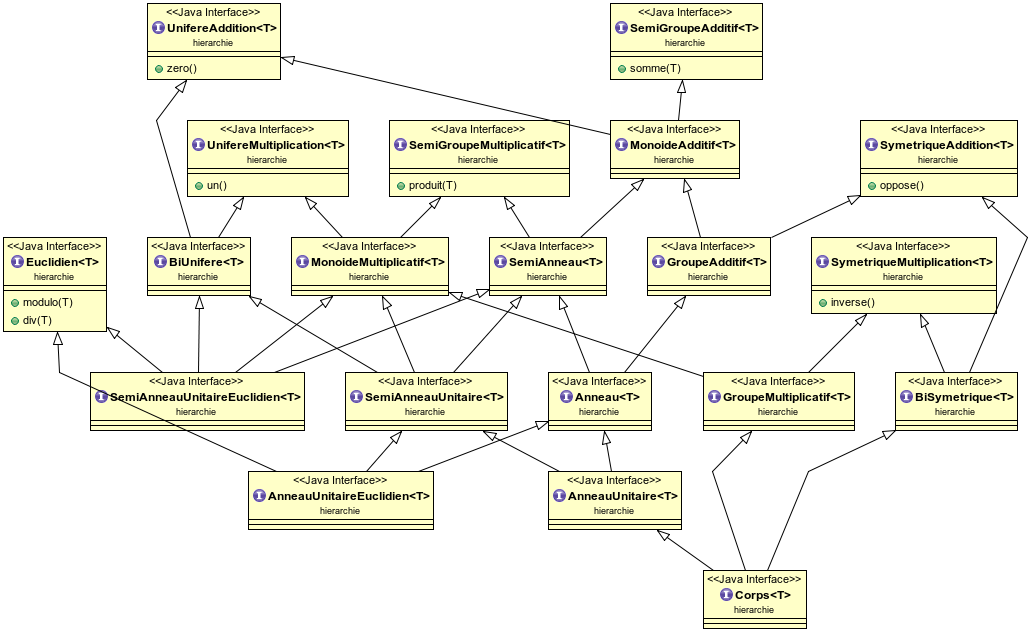 <<Java Interface>>
UnifereAddition<T>
hierarchie
zero()
<<Java Interface>>
SemiGroupeAdditif<T>
hierarchie
somme(T)
<<Java Interface>>
UnifereMultiplication<T>
hierarchie
un()
<<Java Interface>>
SemiGroupeMultiplicatif<T>
hierarchie
produit(T)
<<Java Interface>>
MonoideAdditif<T>
hierarchie
<<Java Interface>>
SymetriqueAddition<T>
hierarchie
oppose()
<<Java Interface>>
Euclidien<T>
hierarchie
modulo(T)
div(T)
<<Java Interface>>
BiUnifere<T>
hierarchie
<<Java Interface>>
MonoideMultiplicatif<T>
hierarchie
<<Java Interface>>
SemiAnneau<T>
hierarchie
<<Java Interface>>
GroupeAdditif<T>
hierarchie
<<Java Interface>>
SymetriqueMultiplication<T>
hierarchie
inverse()
<<Java Interface>>
SemiAnneauUnitaireEuclidien<T>
hierarchie
<<Java Interface>>
SemiAnneauUnitaire<T>
hierarchie
<<Java Interface>>
Anneau<T>
hierarchie
<<Java Interface>>
GroupeMultiplicatif<T>
hierarchie
<<Java Interface>>
BiSymetrique<T>
hierarchie
<<Java Interface>>
AnneauUnitaireEuclidien<T>
hierarchie
<<Java Interface>>
AnneauUnitaire<T>
hierarchie
<<Java Interface>>
Corps<T>
hierarchie